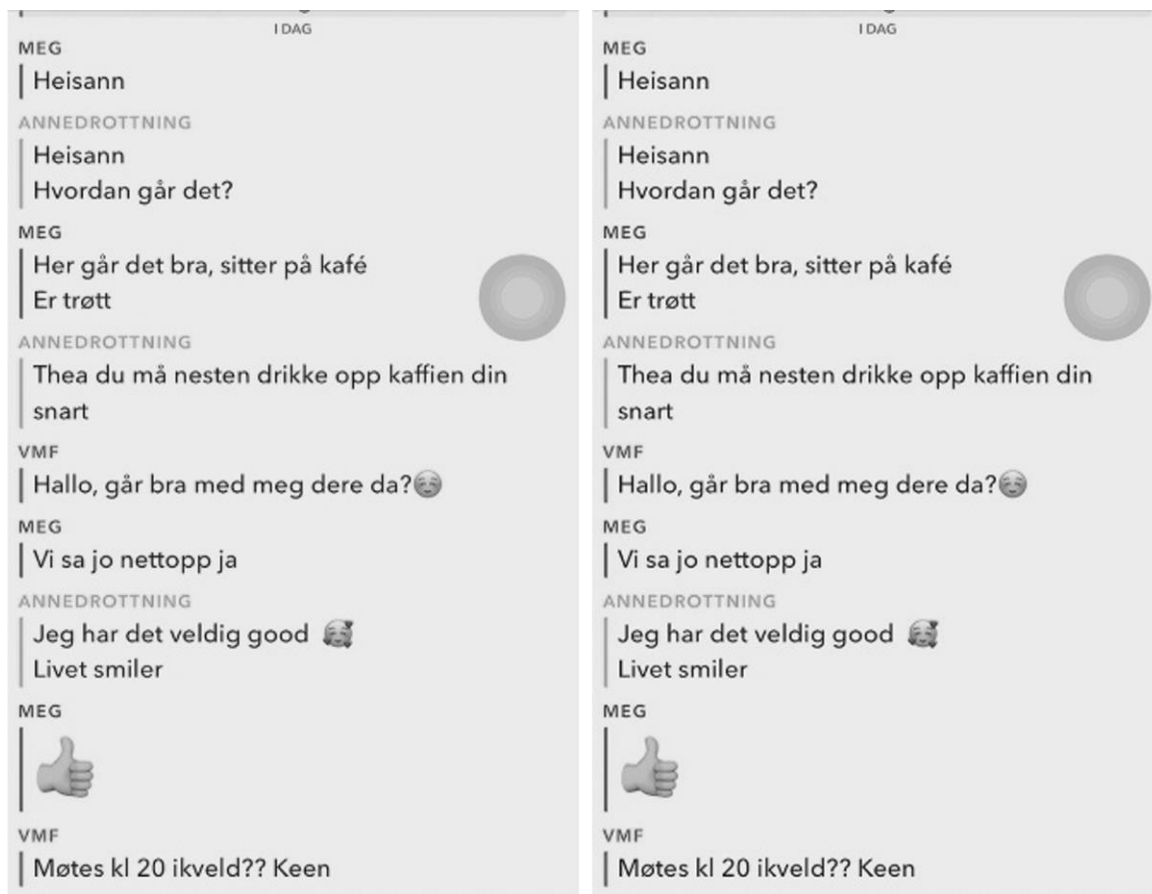 I DAG
MEG
Heisann
ANNEDROTTNING
Heisann
Hvordan går det?
MEG
Her går det bra, sitter på kafé
Er trøtt
ANNEDROTTNING
Thea du må nesten drikke opp kaffien din
snart
VMF
Hallo, går bra med meg dere da?☺️
MEG
Vi sa jo nettopp ja
ANNEDROTTNING
Jeg har det veldig good 🥰
Livet smiler
MEG
👍
VMF
Møtes kl 20 ikveld?? Keen
I DAG
MEG
Heisann
ANNEDROTTNING
Heisann
Hvordan går det?
MEG
Her går det bra, sitter på kafé
Er trøtt
ANNEDROTTNING
Thea du må nesten drikke opp kaffien din
snart
VMF
Hallo, går bra med meg dere da?☺️
MEG
Vi sa jo nettopp ja
ANNEDROTTNING
Jeg har det veldig good 🥰
Livet smiler
MEG
👍
VMF
Møtes kl 20 ikveld?? Keen